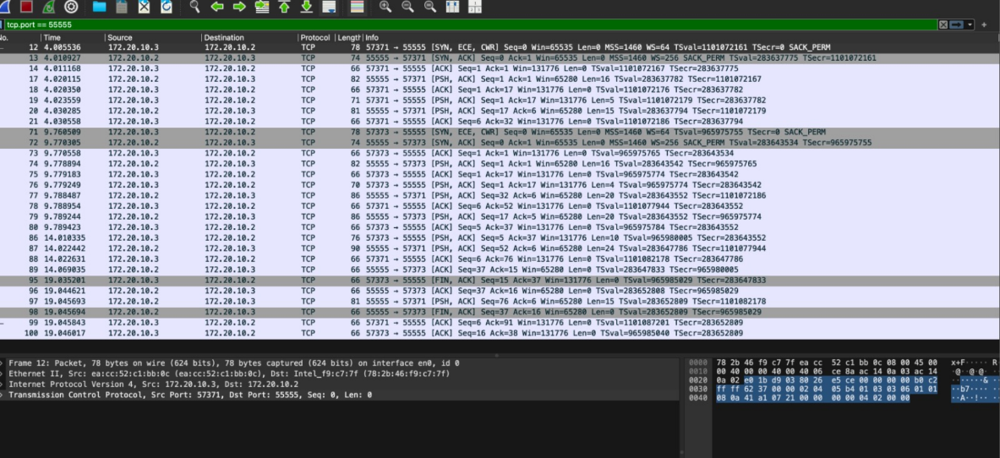 tcp.port == 55555
No. Time Source Destination Protocol Length Info
12 4.005536 172.20.10.3 172.20.10.2 TCP 78 57371 → 55555 [SYN, ECE, CWR] Seq=0 Win=65535 Len=0 MSS=1460 WS=64 TSval=1101072161 TSecr=0 SACK_PERM
13 4.010927 172.20.10.2 172.20.10.3 TCP 74 55555 → 57371 [SYN, ACK] Seq=0 Ack=1 Win=65535 Len=0 MSS=1460 WS=256 SACK_PERM TSval=283637775 TSecr=1101072161
14 4.011168 172.20.10.3 172.20.10.2 TCP 66 57371 → 55555 [ACK] Seq=1 Ack=1 Win=131776 Len=0 TSval=1101072167 TSecr=283637775
17 4.020115 172.20.10.2 172.20.10.3 TCP 82 55555 → 57371 [PSH, ACK] Seq=1 Ack=1 Win=65280 Len=16 TSval=283637782 TSecr=1101072167
18 4.020350 172.20.10.3 172.20.10.2 TCP 66 57371 → 55555 [ACK] Seq=1 Ack=17 Win=131776 Len=0 TSval=1101072176 TSecr=283637782
19 4.023559 172.20.10.3 172.20.10.2 TCP 71 57371 → 55555 [PSH, ACK] Seq=1 Ack=17 Win=131776 Len=5 TSval=1101072179 TSecr=283637782
20 4.030285 172.20.10.2 172.20.10.3 TCP 81 55555 → 57371 [PSH, ACK] Seq=17 Ack=6 Win=65280 Len=15 TSval=283637794 TSecr=1101072179
21 4.030558 172.20.10.3 172.20.10.2 TCP 66 57371 → 55555 [ACK] Seq=6 Ack=32 Win=131776 Len=0 TSval=1101072186 TSecr=283637794
71 9.760509 172.20.10.3 172.20.10.2 TCP 78 57373 → 55555 [SYN, ECE, CWR] Seq=0 Win=65535 Len=0 MSS=1460 WS=64 TSval=965975755 TSecr=0 SACK_PERM
72 9.770305 172.20.10.2 172.20.10.3 TCP 74 55555 → 57373 [SYN, ACK] Seq=0 Ack=1 Win=65535 Len=0 MSS=1460 WS=256 SACK_PERM TSval=283643534 TSecr=965975755
73 9.770558 172.20.10.3 172.20.10.2 TCP 66 57373 → 55555 [ACK] Seq=1 Ack=1 Win=131776 Len=0 TSval=965975765 TSecr=283643534
74 9.778894 172.20.10.2 172.20.10.3 TCP 82 55555 → 57373 [PSH, ACK] Seq=1 Ack=1 Win=65280 Len=16 TSval=283643542 TSecr=965975765
75 9.779183 172.20.10.3 172.20.10.2 TCP 66 57373 → 55555 [ACK] Seq=1 Ack=17 Win=131776 Len=0 TSval=965975774 TSecr=283643542
76 9.779249 172.20.10.3 172.20.10.2 TCP 70 57373 → 55555 [PSH, ACK] Seq=1 Ack=17 Win=131776 Len=4 TSval=965975774 TSecr=283643542
77 9.788487 172.20.10.2 172.20.10.3 TCP 86 55555 → 57371 [PSH, ACK] Seq=32 Ack=6 Win=65280 Len=20 TSval=283643552 TSecr=1101072186
78 9.788954 172.20.10.3 172.20.10.2 TCP 66 57371 → 55555 [ACK] Seq=6 Ack=52 Win=131776 Len=0 TSval=1101077944 TSecr=283643552
79 9.789244 172.20.10.2 172.20.10.3 TCP 86 55555 → 57373 [PSH, ACK] Seq=17 Ack=5 Win=65280 Len=20 TSval=283643552 TSecr=965975774
80 9.789423 172.20.10.3 172.20.10.2 TCP 66 57373 → 55555 [ACK] Seq=5 Ack=37 Win=131776 Len=0 TSval=965975784 TSecr=283643552
86 14.010335 172.20.10.3 172.20.10.2 TCP 76 57373 → 55555 [PSH, ACK] Seq=5 Ack=37 Win=131776 Len=10 TSval=965980005 TSecr=283643552
87 14.022442 172.20.10.2 172.20.10.3 TCP 90 55555 → 57371 [PSH, ACK] Seq=52 Ack=6 Win=65280 Len=24 TSval=283647786 TSecr=1101077944
88 14.022631 172.20.10.3 172.20.10.2 TCP 66 57371 → 55555 [ACK] Seq=6 Ack=76 Win=131776 Len=0 TSval=1101082178 TSecr=283647786
89 14.069035 172.20.10.2 172.20.10.3 TCP 66 55555 → 57373 [ACK] Seq=37 Ack=15 Win=65280 Len=0 TSval=283647833 TSecr=965980005
95 19.035201 172.20.10.3 172.20.10.2 TCP 66 57373 → 55555 [FIN, ACK] Seq=15 Ack=37 Win=131776 Len=0 TSval=965985029 TSecr=283647833
96 19.044621 172.20.10.2 172.20.10.3 TCP 66 55555 → 57373 [ACK] Seq=37 Ack=16 Win=65280 Len=0 TSval=283652808 TSecr=965985029
97 19.045693 172.20.10.2 172.20.10.3 TCP 81 55555 → 57371 [PSH, ACK] Seq=76 Ack=6 Win=65280 Len=15 TSval=283652809 TSecr=1101082178
98 19.045694 172.20.10.2 172.20.10.3 TCP 66 55555 → 57373 [FIN, ACK] Seq=37 Ack=16 Win=65280 Len=0 TSval=283652809 TSecr=965985029
99 19.045843 172.20.10.3 172.20.10.2 TCP 66 57371 → 55555 [ACK] Seq=6 Ack=91 Win=131776 Len=0 TSval=1101087201 TSecr=283652809
100 19.046017 172.20.10.3 172.20.10.2 TCP 66 57373 → 55555 [ACK] Seq=16 Ack=38 Win=131776 Len=0 TSval=965985040 TSecr=283652809
Frame 12: Packet, 78 bytes on wire (624 bits), 78 bytes captured (624 bits) on interface en0, id 0
Ethernet II, Src: ea:cc:52:c1:bb:0c (ea:cc:52:c1:bb:0c), Dst: Intel_f9:c7:7f (78:2b:46:f9:c7:7f)
Internet Protocol Version 4, Src: 172.20.10.3, Dst: 172.20.10.2
Transmission Control Protocol, Src Port: 57371, Dst Port: 55555, Seq: 0, Len: 0
0000 78 2b 46 f9 c7 7f ea cc 52 c1 bb 0c 08 00 45 00 x+F····· R
0010 00 40 00 00 40 00 40 06 ce 8a ac 14 0a 03 ac 14 ·@··@·@·
0020 0a 02 e0 1b d9 03 80 26 e5 ce 00 00 00 00 b0 c2 ·······&
0030 ff ff 62 37 00 00 02 04 05 b4 01 03 03 06 01 01 ··b7····
0040 08 0a 41 a1 07 21 00 00 00 00 04 02 00 00 ··A··!··